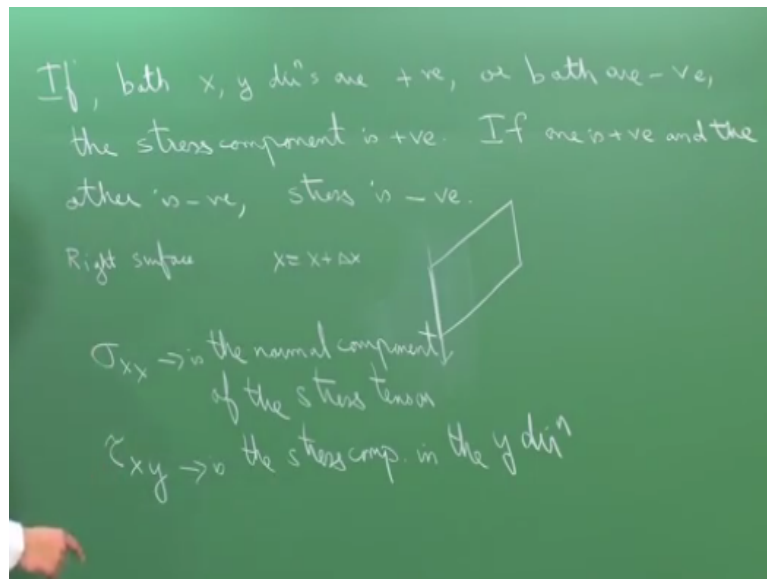 If, both x, y dirⁿs are +ve, or both are -ve,
the stress component is +ve. If one is +ve and the
other is -ve, stress is -ve.
Right surface x = x + Δx
σxx → is the normal component
of the stress tensor
τxy → is the stress comp. in the y dirⁿ